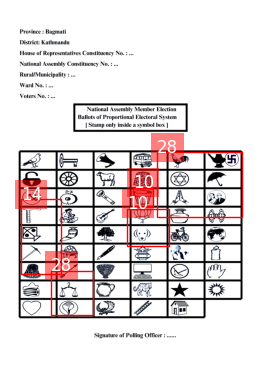 Province : Bagmati
District: Kathmandu
House of Representatives Constituency No. : ...
National Assembly Constituency No. : ...
Rural/Municipality : ...
Ward No. : ...
Voters No. : ...
National Assembly Member Election
Ballots of Proportional Electoral System
[ Stamp only inside a symbol box ]
28
10
14
10
28
Signature of Polling Officer : ......